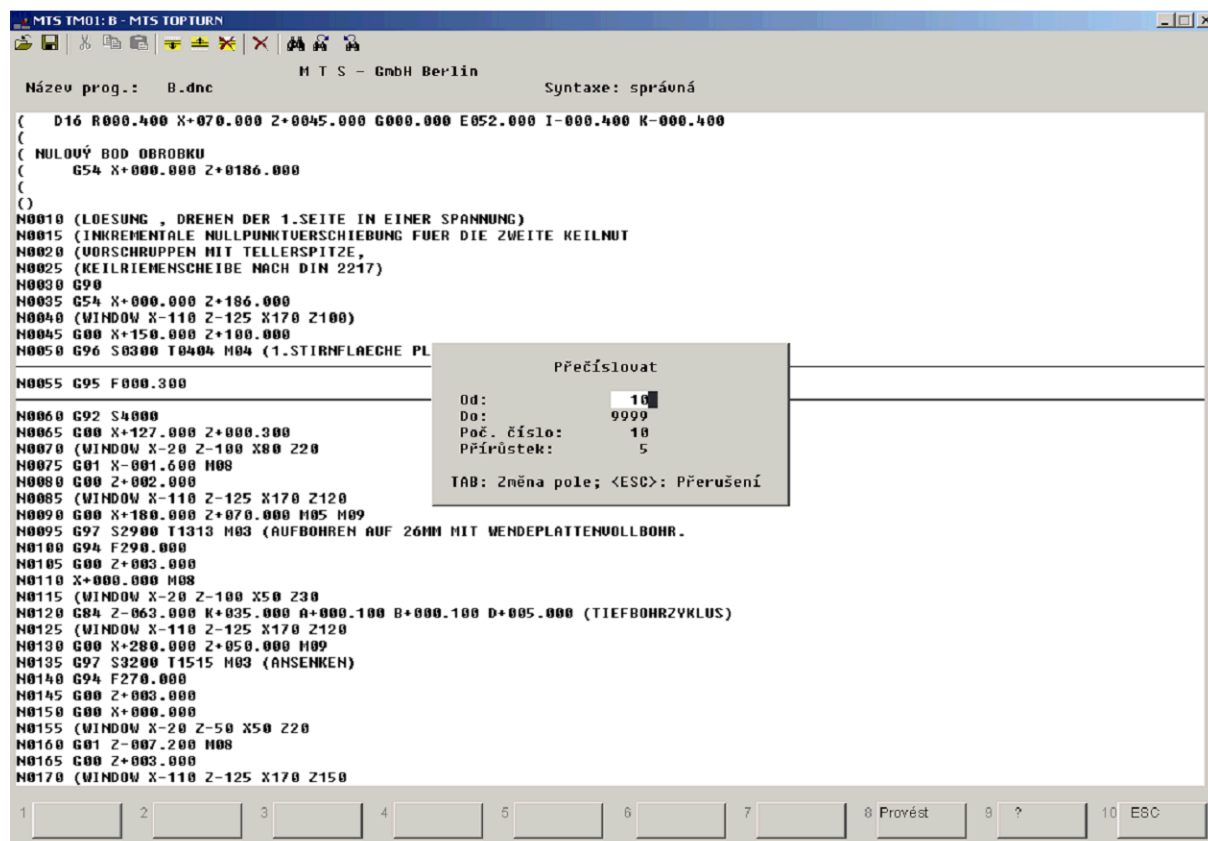 MTS TM01: B - MTS TOPTURN
M T S - GmbH Berlin
Název prog.: B.dnc Syntaxe: správná
( D16 R000.400 X+070.000 Z+0045.000 G000.000 E052.000 I-000.400 K-000.400
(
( NULOVÝ BOD OBROBKU
( G54 X+000.000 Z+0186.000
(
()
N0010 (LOESUNG , DREHEN DER 1.SEITE IN EINER SPANNUNG)
N0015 (INKREMENTALE NULLPUNKTVERSCHIEBUNG FUER DIE ZWEITE KEILNUT
N0020 (VORSCHRUPPEN MIT TELLERSPITZE,
N0025 (KEILRIEMENSCHEIBE NACH DIN 2217)
N0030 G90
N0035 G54 X+000.000 Z+186.000
N0040 (WINDOW X-110 Z-125 X170 Z100)
N0045 G00 X+150.000 Z+100.000
N0050 G96 S0300 T0404 M04 (1.STIRNFLAECHE PL
N0055 G95 F000.300
N0060 G92 S4000
N0065 G00 X+127.000 Z+000.300
N0070 (WINDOW X-20 Z-100 X80 Z20
N0075 G01 X-001.600 M08
N0080 G00 Z+002.000
N0085 (WINDOW X-110 Z-125 X170 Z120
N0090 G00 X+180.000 Z+070.000 M05 M09
N0095 G97 S2900 T1313 M03 (AUFBOHREN AUF 26MM MIT WENDEPLATTENVOLLBOHR.
N0100 G94 F290.000
N0105 G00 Z+003.000
N0110 X+000.000 M08
N0115 (WINDOW X-20 Z-100 X50 Z30
N0120 G84 Z-063.000 K+035.000 A+000.100 B+000.100 D+005.000 (TIEFBOHRZYKLUS)
N0125 (WINDOW X-110 Z-125 X170 Z120
N0130 G00 X+280.000 Z+050.000 M09
N0135 G97 S3200 T1515 M03 (ANSENKEN)
N0140 G94 F270.000
N0145 G00 Z+003.000
N0150 G00 X+000.000
N0155 (WINDOW X-20 Z-50 X50 Z20
N0160 G01 Z-007.200 M08
N0165 G00 Z+003.000
N0170 (WINDOW X-110 Z-125 X170 Z150
Přečíslovat
Od: 10
Do: 9999
Poč. číslo: 10
Přírůstek: 5
TAB: Změna pole; <ESC>: Přerušení
1 2 3 4 5 6 7 8 Provést 9 ? 10 ESC